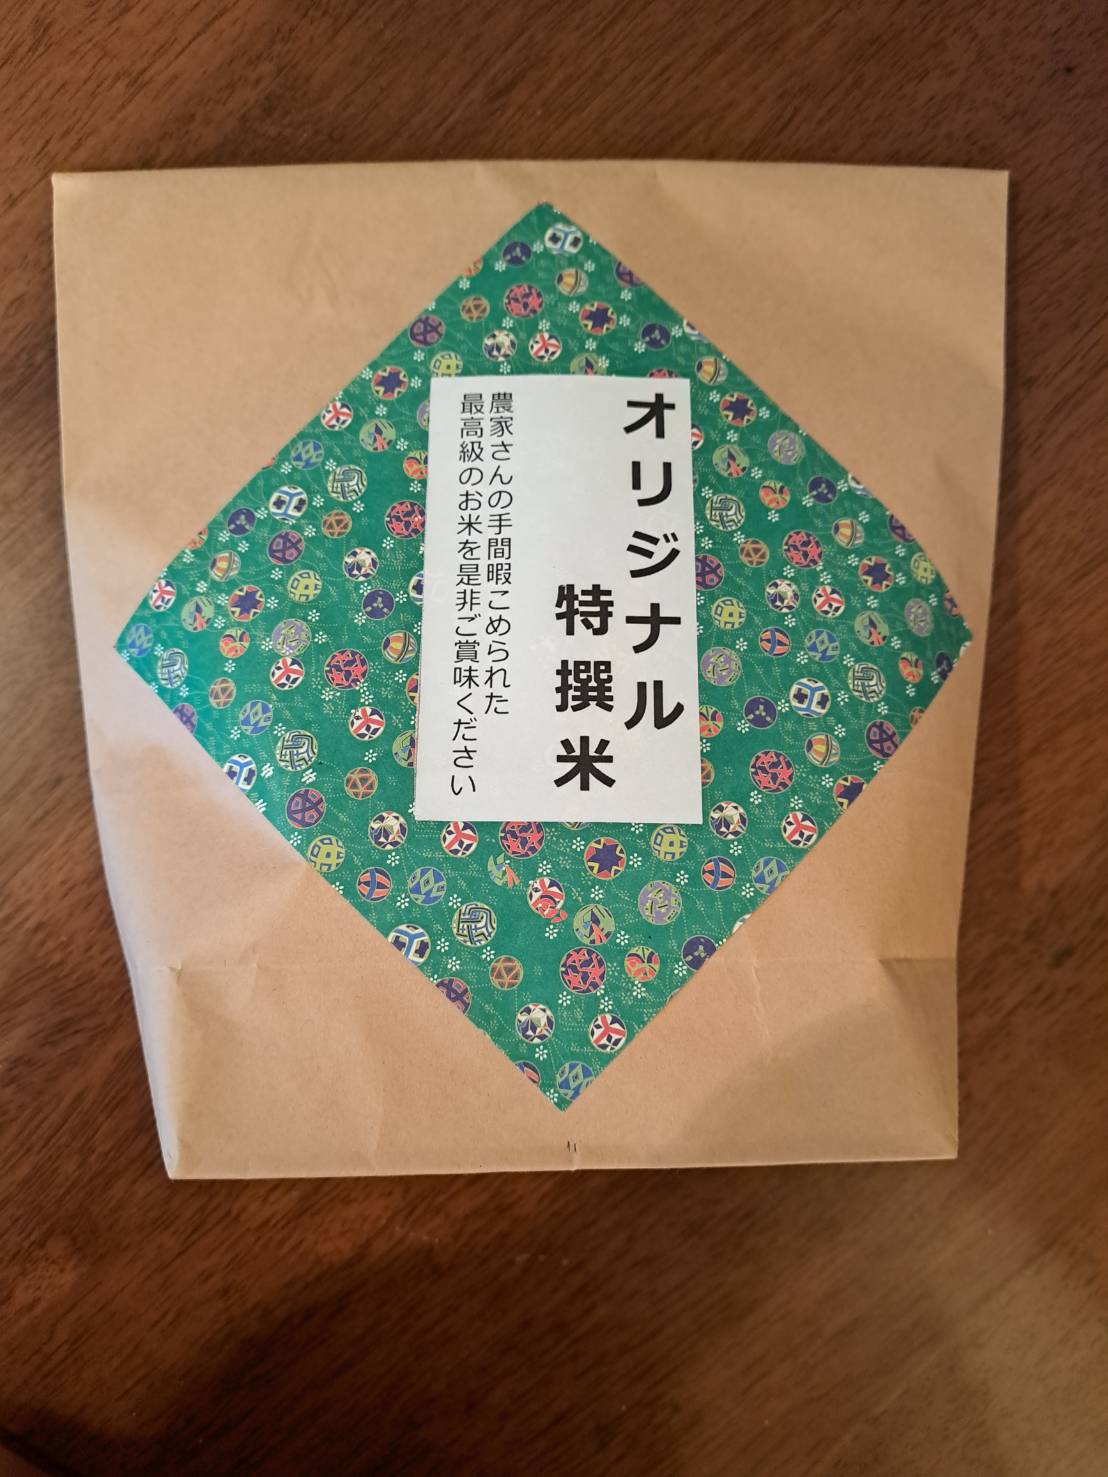 オリジナル
特撰米
農家さんの手間暇こめられた
最高級のお米を是非ご賞味ください